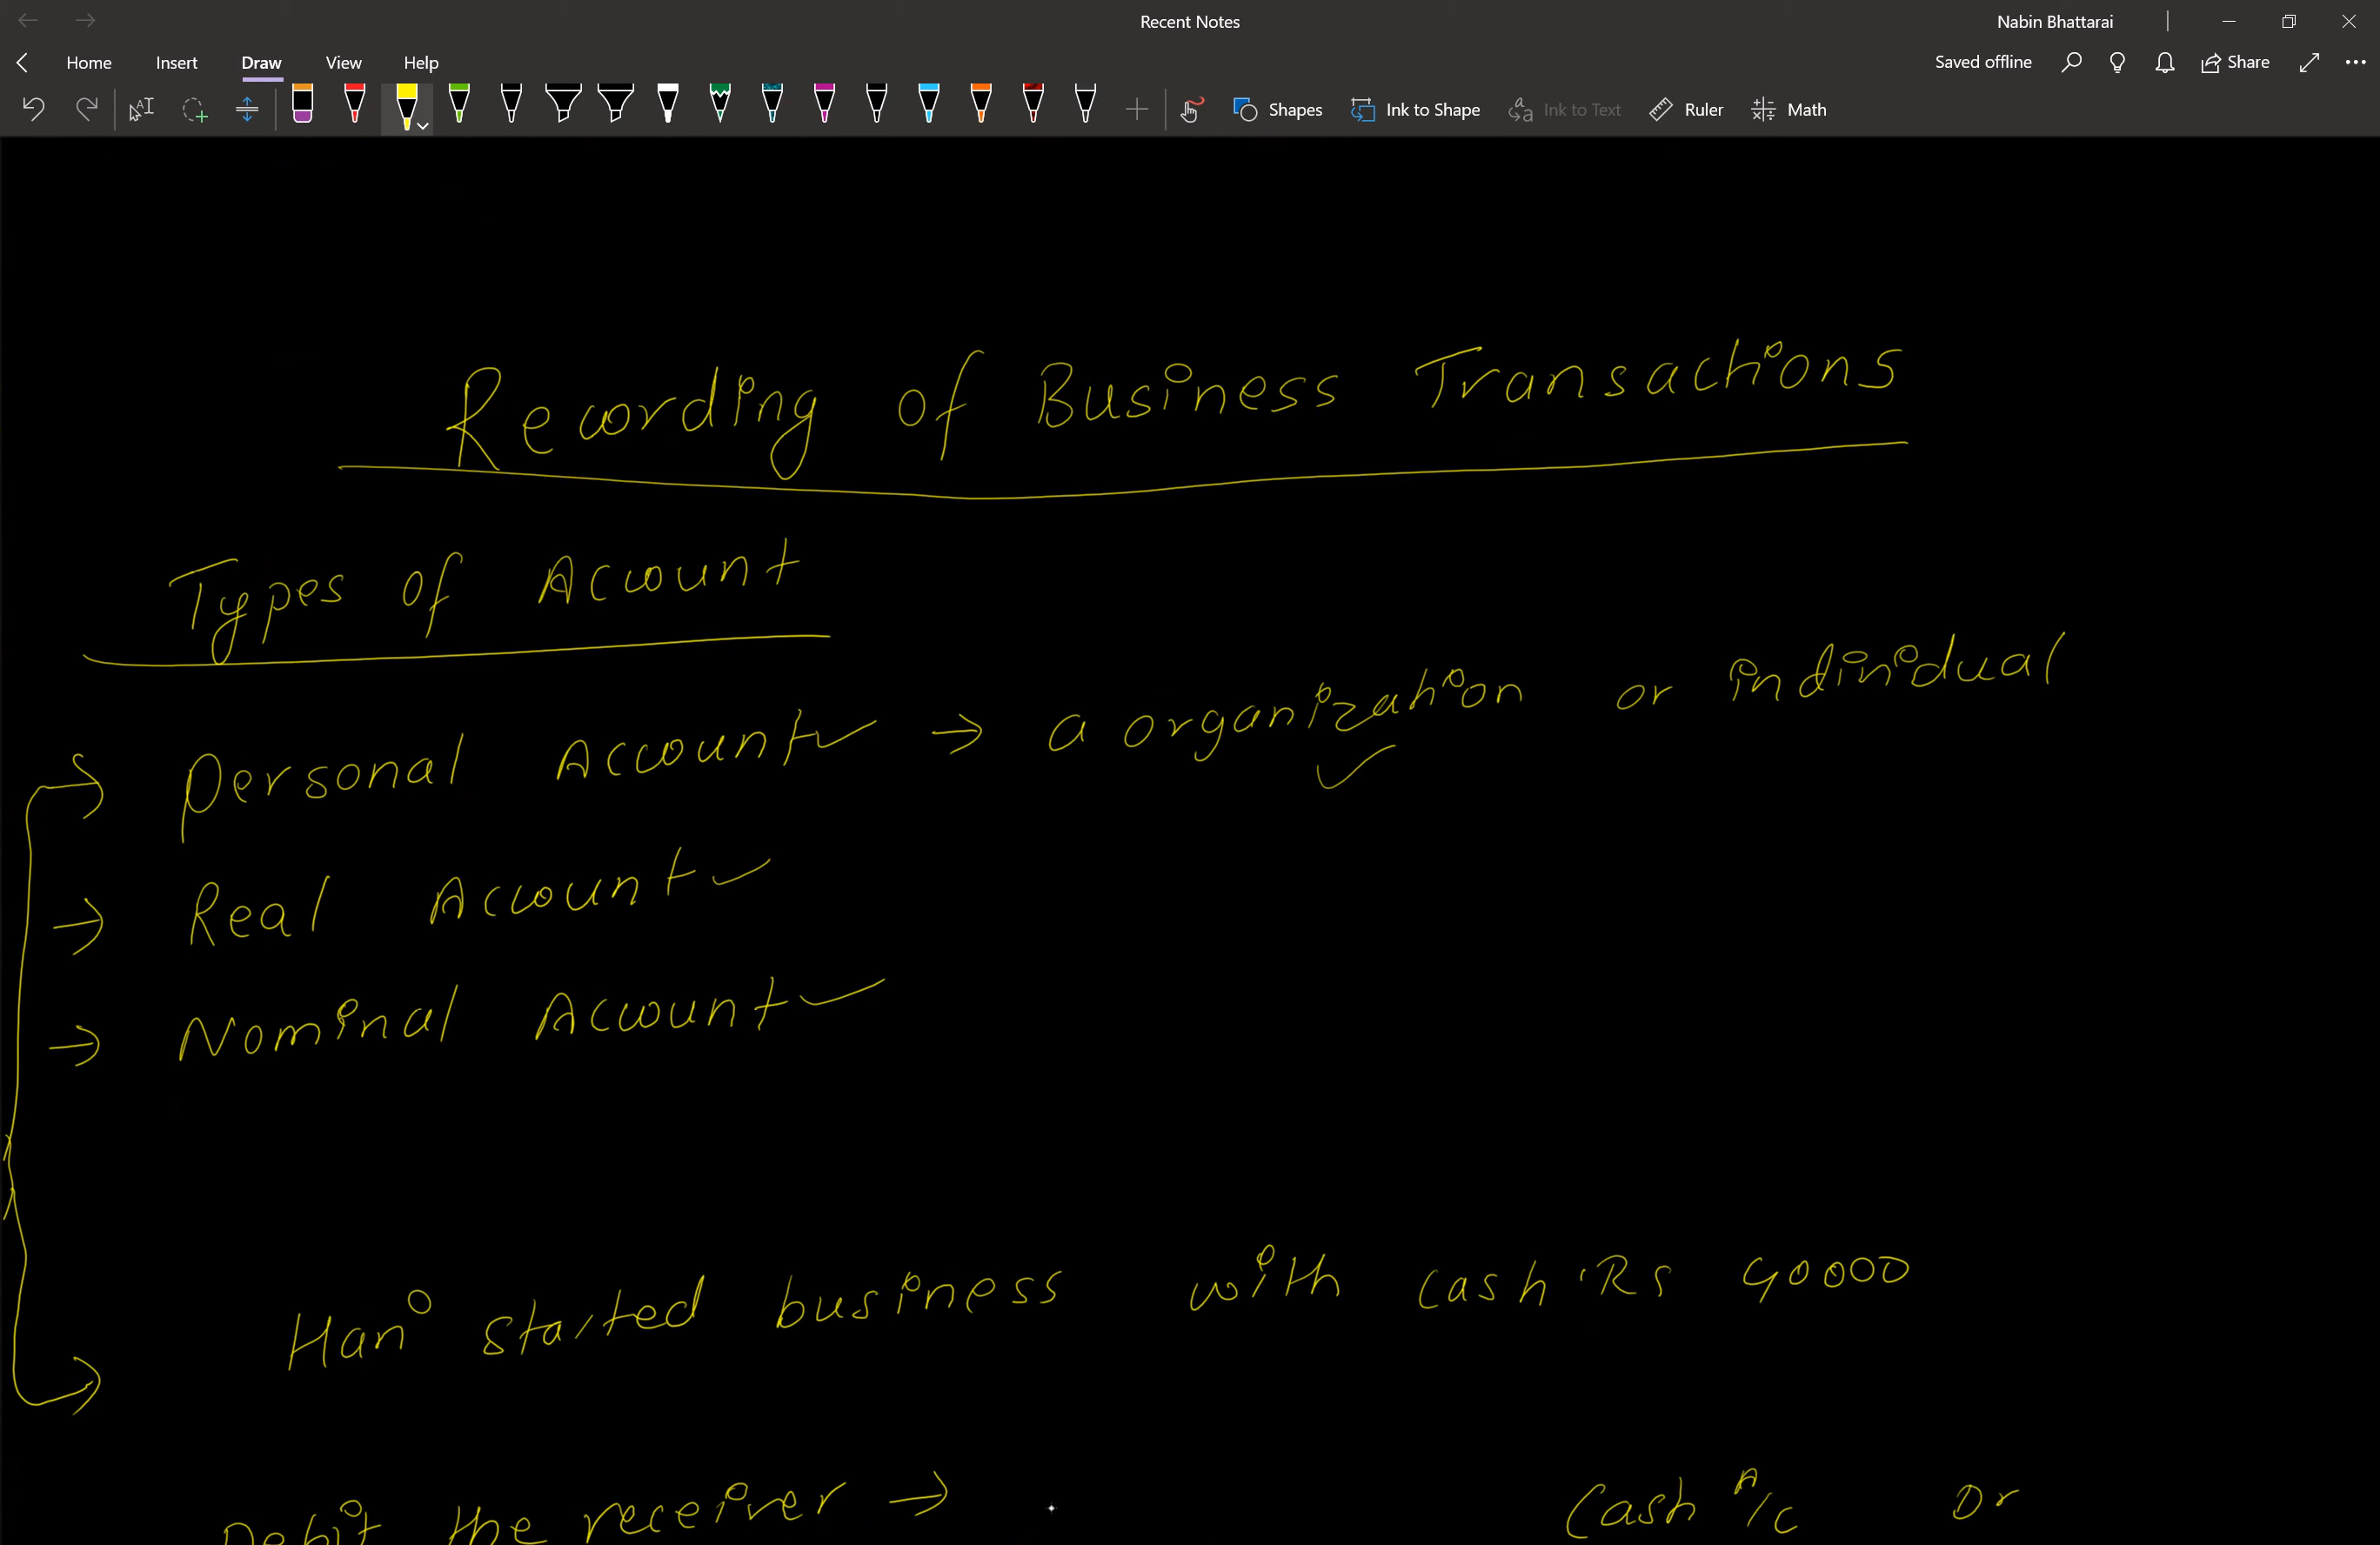 Recent Notes
Nabin Bhattarai
Home Insert Draw View Help
Saved offline
Share
Shapes Ink to Shape Ink to Text Ruler Math
Recording of Business Transactions
Types of Account
→ Personal Account ✓ → a organization or individual
✓
→ Real Account ✓
→ Nominal Account ✓
Hari started business with cash Rs 40000
Debit the receiver → Cash A/c Dr